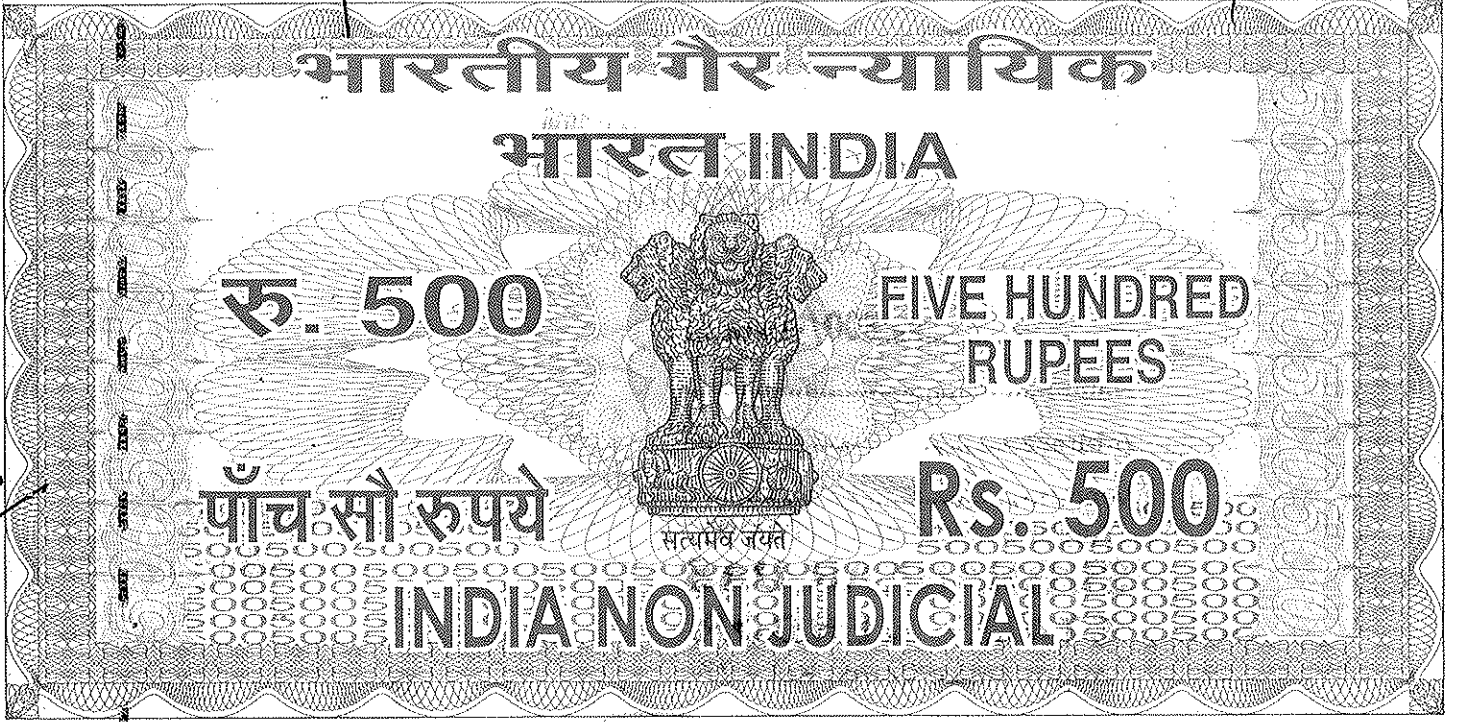 भारतीय गैर न्यायिक
भारत INDIA
रु. 500
FIVE HUNDRED
RUPEES
पाँच सौ रुपये
Rs. 500
सत्यमेव जयते
INDIA NON JUDICIAL